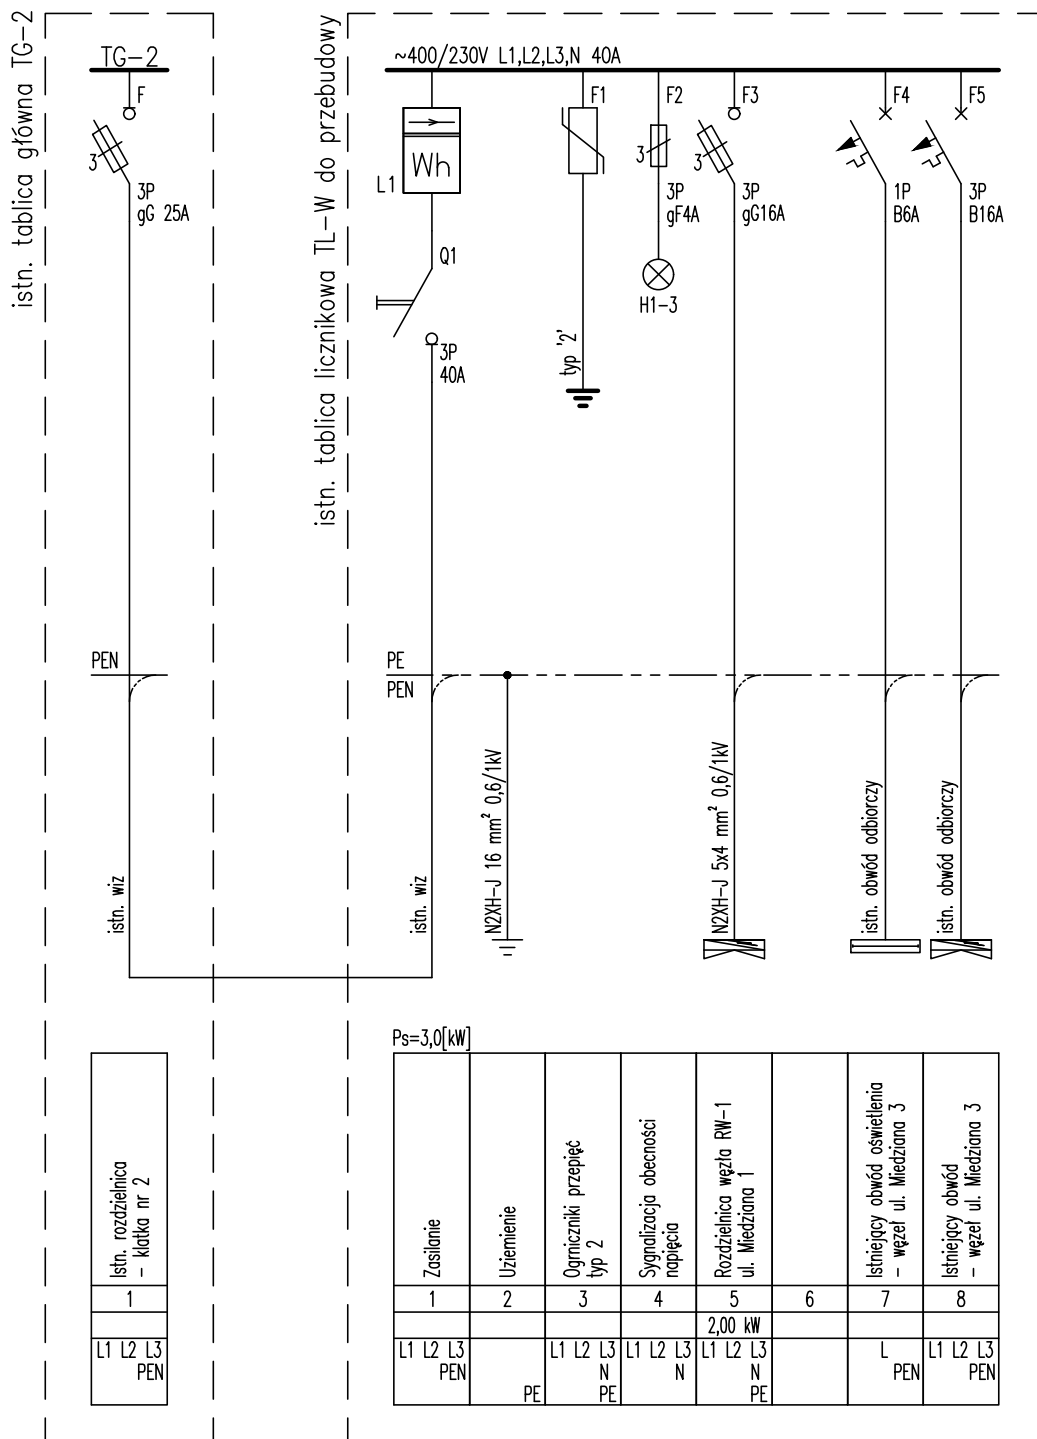 istn. tablica główna TG-2
TG-2
F
3
3P
gG 25A
PEN
istn. wiz
istn. tablica licznikowa TL-W do przebudowy
~400/230V L1,L2,L3,N 40A
Wh
L1
Q1
3P
40A
F1
typ '2'
F2
3
3P
gF4A
H1-3
F3
3
3P
gG16A
F4
1P
B6A
F5
3P
B16A
PE
PEN
istn. wiz
N2XH-J 16 mm² 0,6/1kV
N2XH-J 5x4 mm² 0,6/1kV
istn. obwód odbiorczy
istn. obwód odbiorczy
Ps=3,0[kW]
Istn. rozdzielnica
- klatka nr 2
1
L1 L2 L3
PEN
Zasilanie
Uziemienie
Ogrniczniki przepięć
typ 2
Sygnalizacja obecności
napięcia
Rozdzielnica węzła RW-1
ul. Miedziana 1
Istniejący obwód oświetlenia
- węzeł ul. Miedziana 3
Istniejący obwód
- węzeł ul. Miedziana 3
1 2 3 4 5 6 7 8
2,00 kW
L1 L2 L3
PEN
PE
L1 L2 L3
N
PE
L1 L2 L3
N
L1 L2 L3
N
PE
L
PEN
L1 L2 L3
PEN